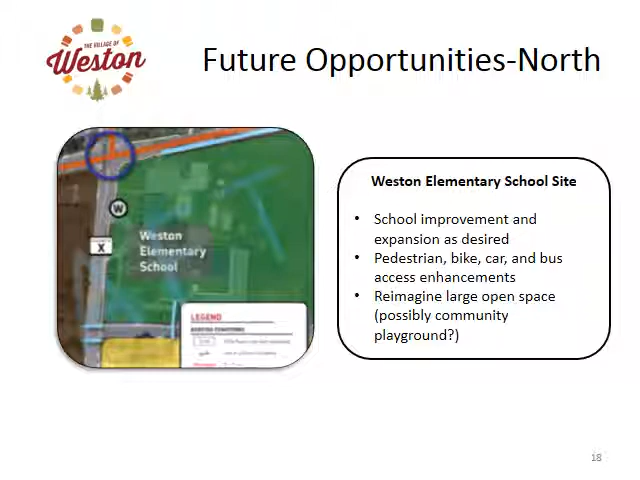 THE VILLAGE OF
Weston
Future Opportunities-North
W
X
Weston
Elementary
School
LEGEND
Weston Elementary School Site
• School improvement and
expansion as desired
• Pedestrian, bike, car, and bus
access enhancements
• Reimagine large open space
(possibly community
playground?)
18